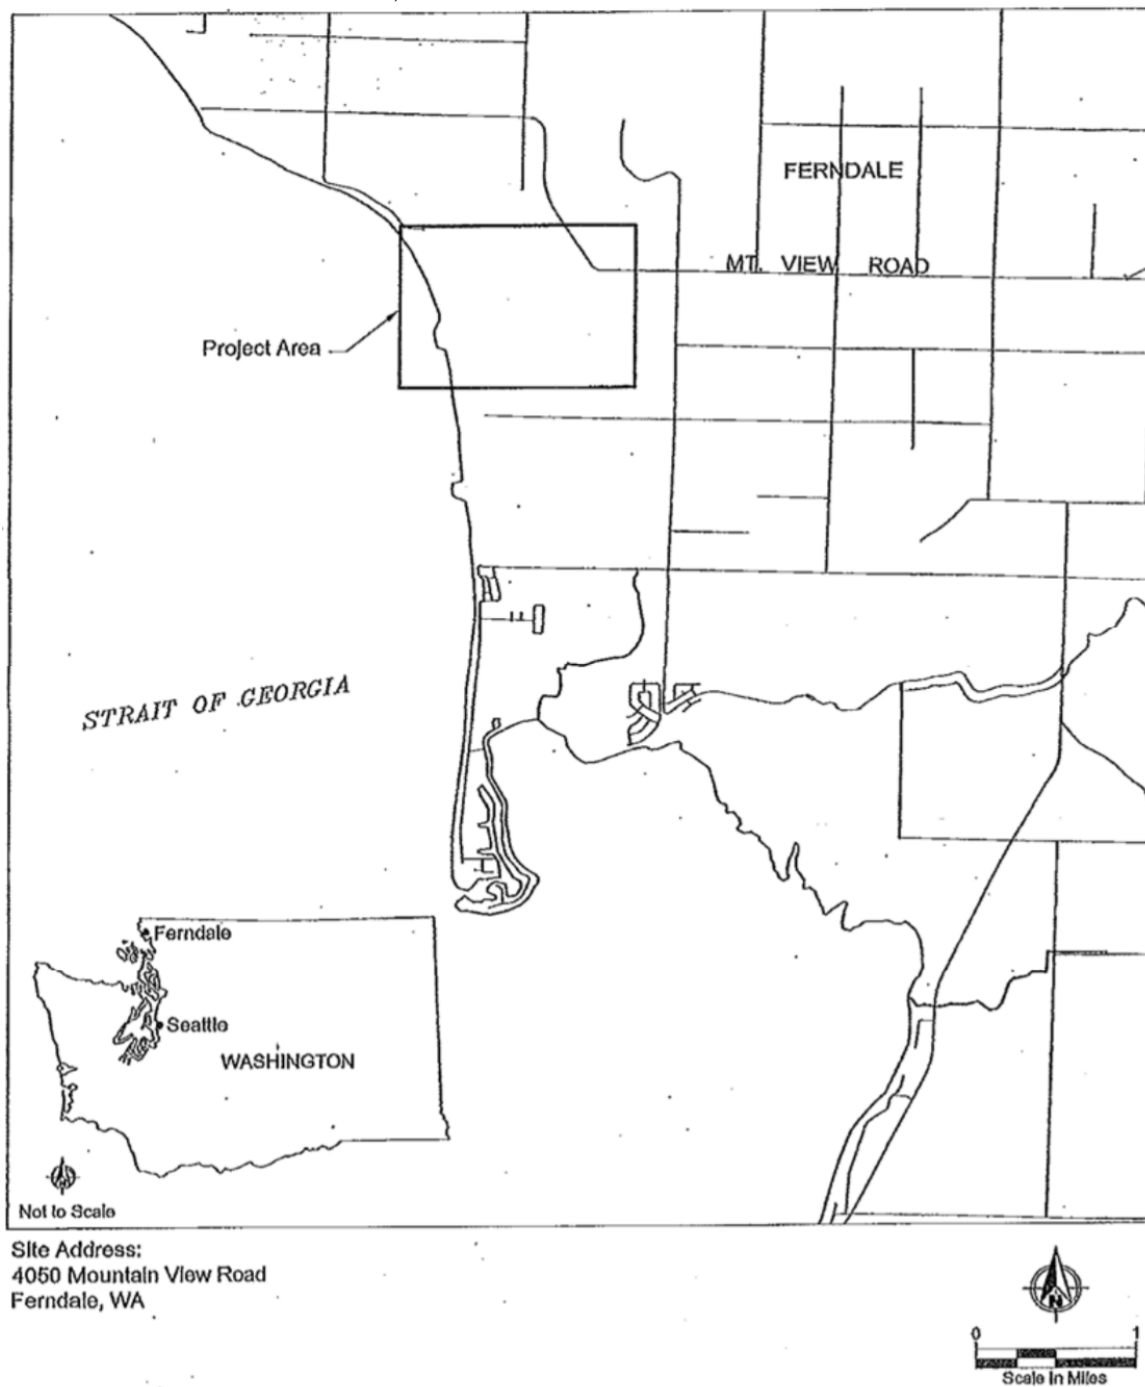 FERNDALE
MT. VIEW ROAD
Project Area
STRAIT OF GEORGIA
Ferndale
Seattle
WASHINGTON
N
Not to Scale
Site Address:
4050 Mountain View Road
Ferndale, WA
N
0 1
Scale in Miles